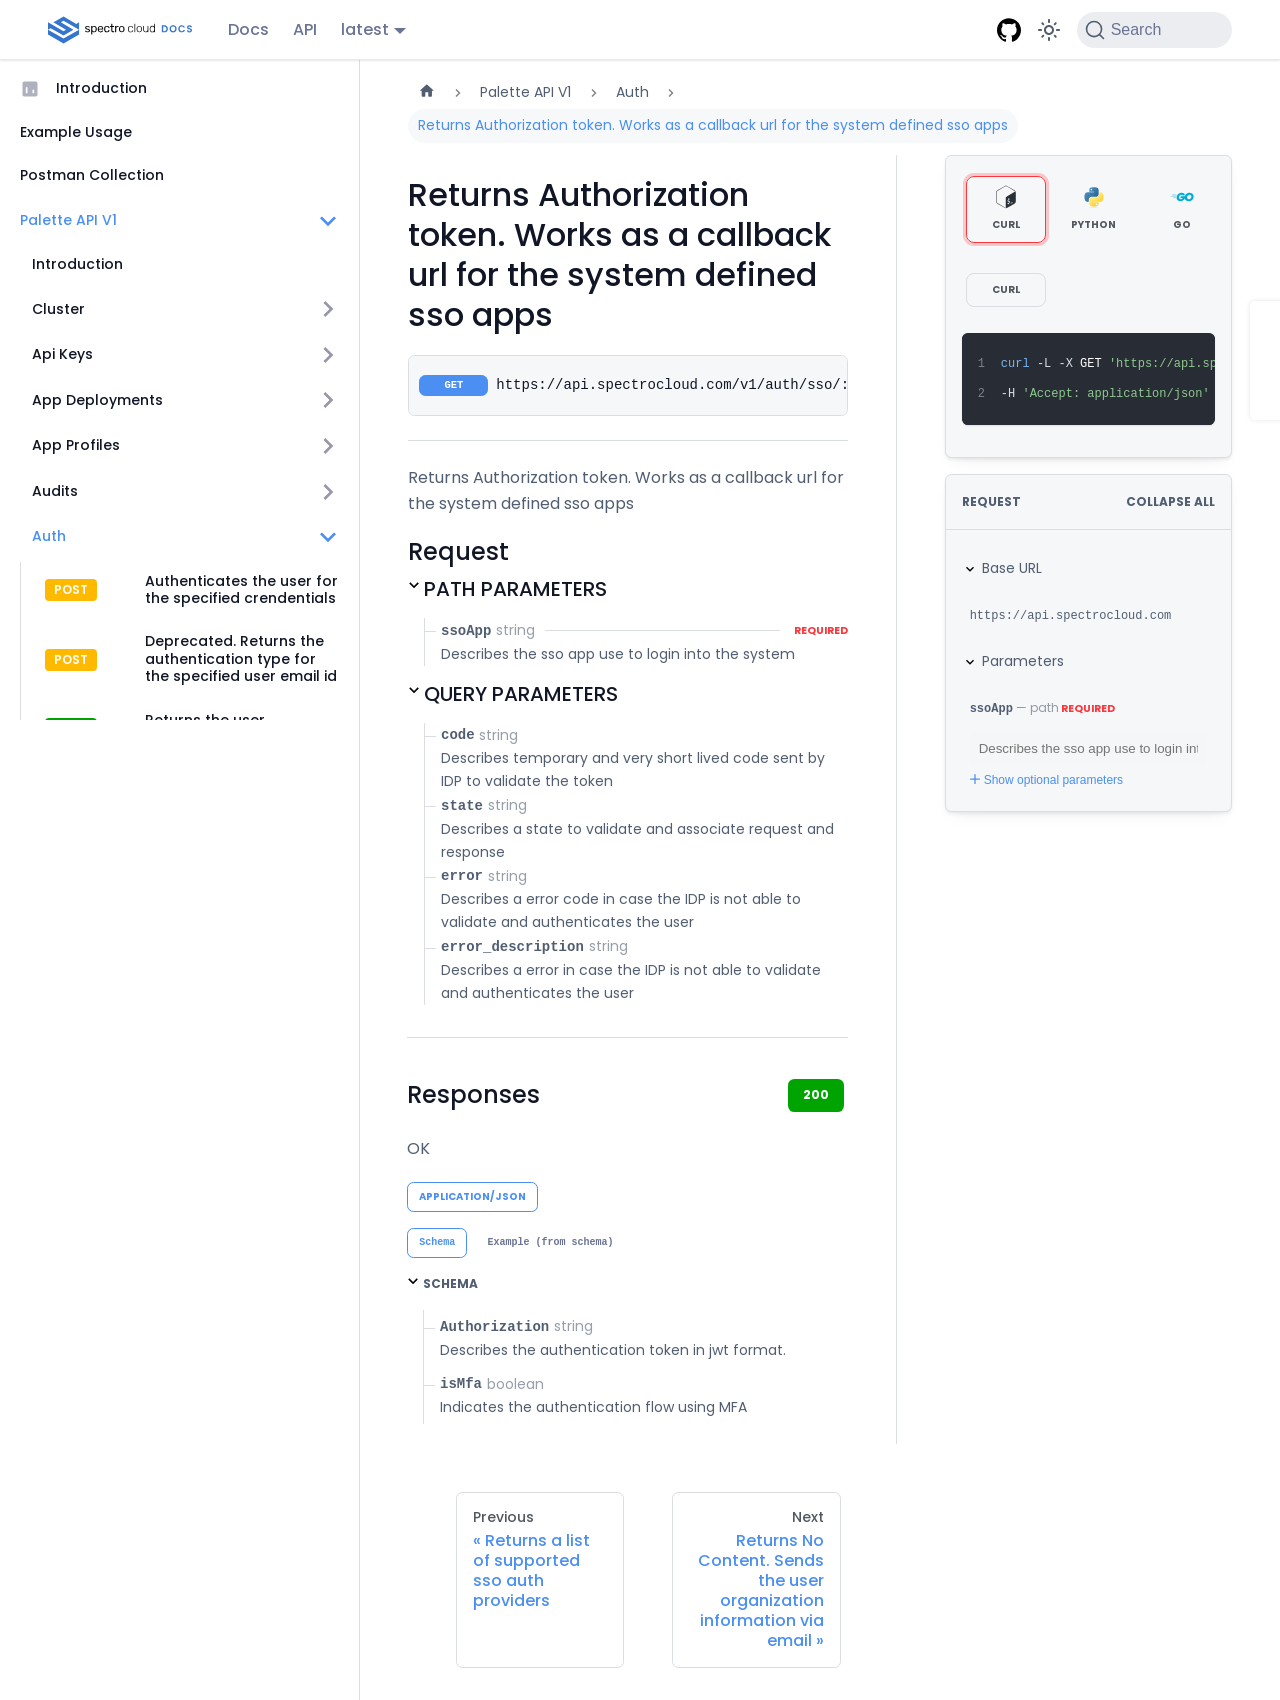 spectro cloud DOCS
Docs
API
latest
Search
Introduction
Example Usage
Postman Collection
Palette API V1
Introduction
Cluster
Api Keys
App Deployments
App Profiles
Audits
Auth
POST
Authenticates the user for
the specified crendentials
POST
Deprecated. Returns the
authentication type for
the specified user email id
Returns the user
Palette API V1
Auth
Returns Authorization token. Works as a callback url for the system defined sso apps
Returns Authorization
token. Works as a callback
url for the system defined
sso apps
GET
https://api.spectrocloud.com/v1/auth/sso/:
Returns Authorization token. Works as a callback url for
the system defined sso apps
Request
PATH PARAMETERS
ssoApp string REQUIRED
Describes the sso app use to login into the system
QUERY PARAMETERS
code string
Describes temporary and very short lived code sent by
IDP to validate the token
state string
Describes a state to validate and associate request and
response
error string
Describes a error code in case the IDP is not able to
validate and authenticates the user
error_description string
Describes a error in case the IDP is not able to validate
and authenticates the user
Responses
200
OK
APPLICATION/JSON
Schema
Example (from schema)
SCHEMA
Authorization string
Describes the authentication token in jwt format.
isMfa boolean
Indicates the authentication flow using MFA
CURL
PYTHON
GO
CURL
1 curl -L -X GET 'https://api.sp
2 -H 'Accept: application/json'
REQUEST
COLLAPSE ALL
Base URL
https://api.spectrocloud.com
Parameters
ssoApp — path REQUIRED
Describes the sso app use to login int
Show optional parameters
Previous
« Returns a list
of supported
sso auth
providers
Next
Returns No
Content. Sends
the user
organization
information via
email »